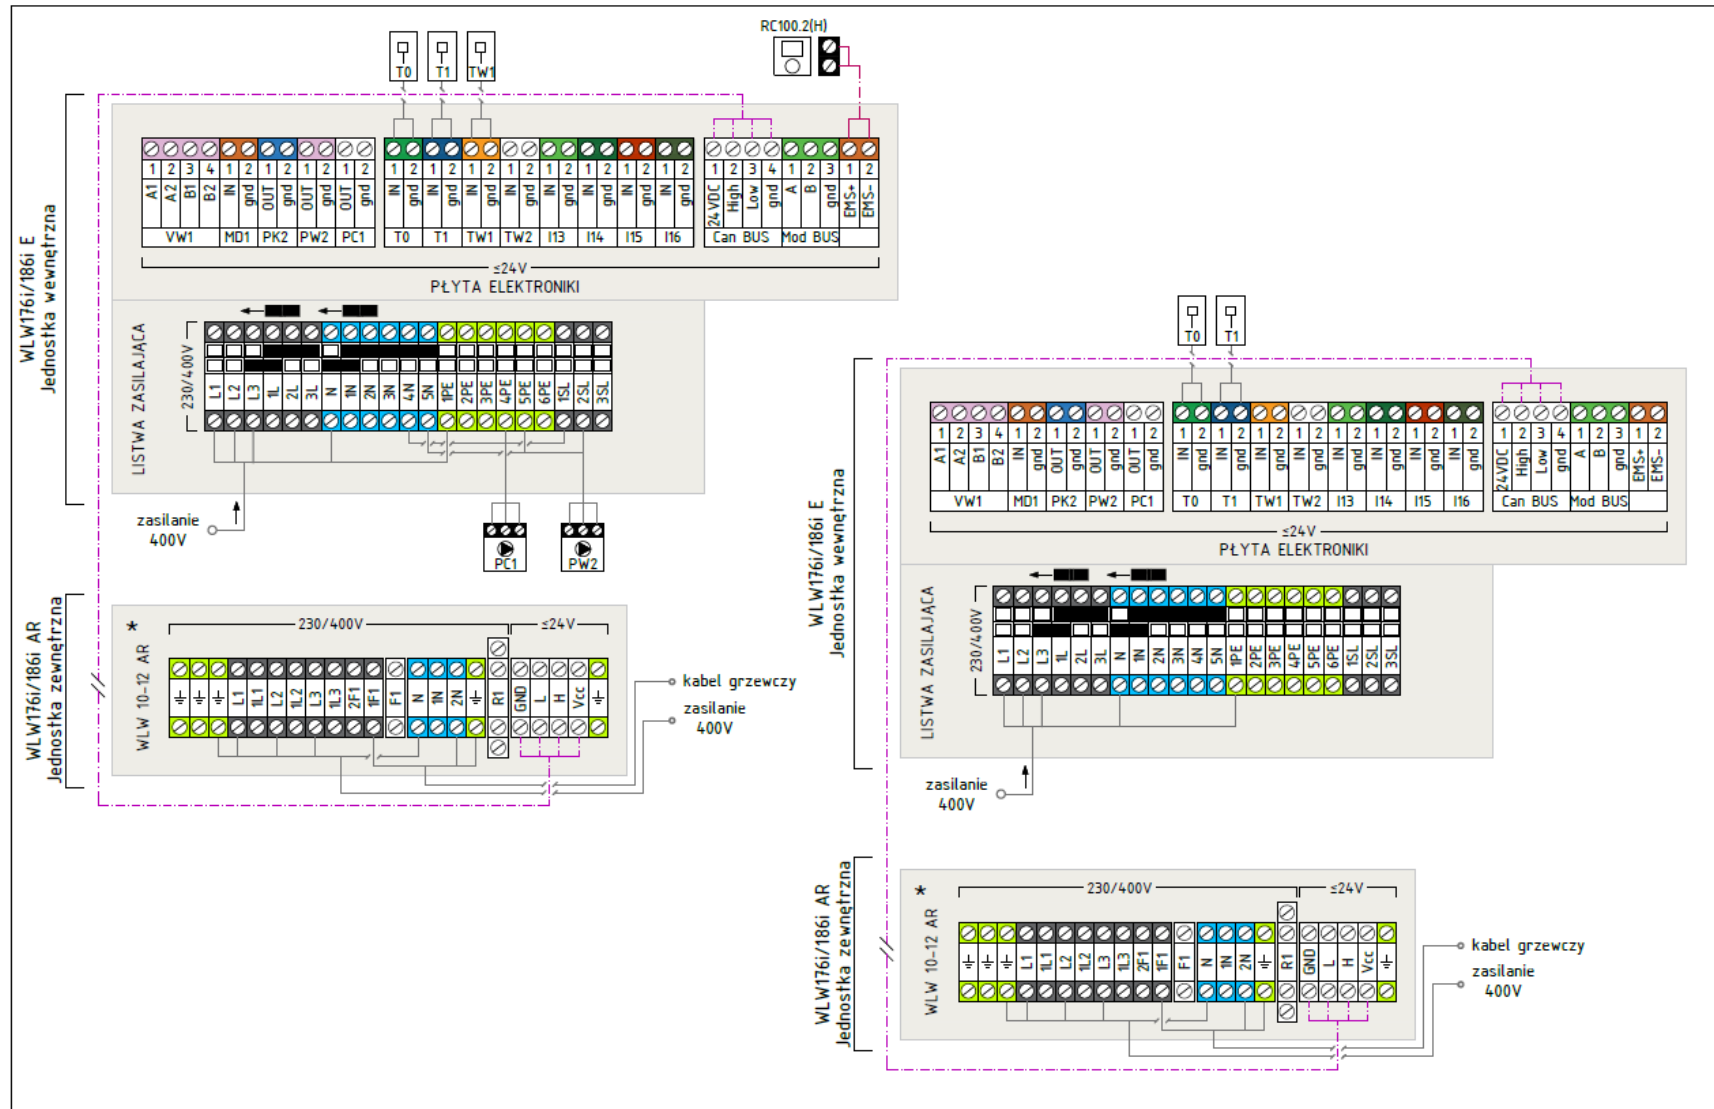 RC100.2(H)
T0 T1 TW1
WLW176i/186i E
Jednostka wewnętrzna
1 2 3 4 1 2 1 2 1 2 1 2 1 2 1 2 1 2 1 2 1 2 1 2 1 2 1 2 1 2 3 4 1 2 3 1 2
A1 A2 B1 B2 IN gnd OUT gnd OUT gnd OUT gnd IN gnd IN gnd IN gnd IN gnd IN gnd IN gnd IN gnd IN gnd 24VDC High Low gnd A B gnd EMS+ EMS-
VW1 MD1 PK2 PW2 PC1 T0 T1 TW1 TW2 I13 I14 I15 I16 Can BUS Mod BUS
≤24V
PŁYTA ELEKTRONIKI
LISTWA ZASILAJĄCA
230/400V
L1 L2 L3 1L 2L 3L N 1N 2N 3N 4N 5N 1PE 2PE 3PE 4PE 5PE 6PE 1SL 2SL 3SL
zasilanie
400V
PC1 PW2
WLW176i/186i AR
Jednostka zewnętrzna
*
WLW 10-12 AR
230/400V ≤24V
L1 1L1 L2 1L2 L3 1L3 2F1 1F1 F1 N 1N 2N R1 GND L H Vcc
kabel grzewczy
zasilanie
400V
T0 T1
WLW176i/186i E
Jednostka wewnętrzna
1 2 3 4 1 2 1 2 1 2 1 2 1 2 1 2 1 2 1 2 1 2 1 2 1 2 1 2 1 2 3 4 1 2 3 1 2
A1 A2 B1 B2 IN gnd OUT gnd OUT gnd OUT gnd IN gnd IN gnd IN gnd IN gnd IN gnd IN gnd IN gnd IN gnd 24VDC High Low gnd A B gnd EMS+ EMS-
VW1 MD1 PK2 PW2 PC1 T0 T1 TW1 TW2 I13 I14 I15 I16 Can BUS Mod BUS
≤24V
PŁYTA ELEKTRONIKI
LISTWA ZASILAJĄCA
230/400V
L1 L2 L3 1L 2L 3L N 1N 2N 3N 4N 5N 1PE 2PE 3PE 4PE 5PE 6PE 1SL 2SL 3SL
zasilanie
400V
WLW176i/186i AR
Jednostka zewnętrzna
*
WLW 10-12 AR
230/400V ≤24V
L1 1L1 L2 1L2 L3 1L3 2F1 1F1 F1 N 1N 2N R1 GND L H Vcc
kabel grzewczy
zasilanie
400V